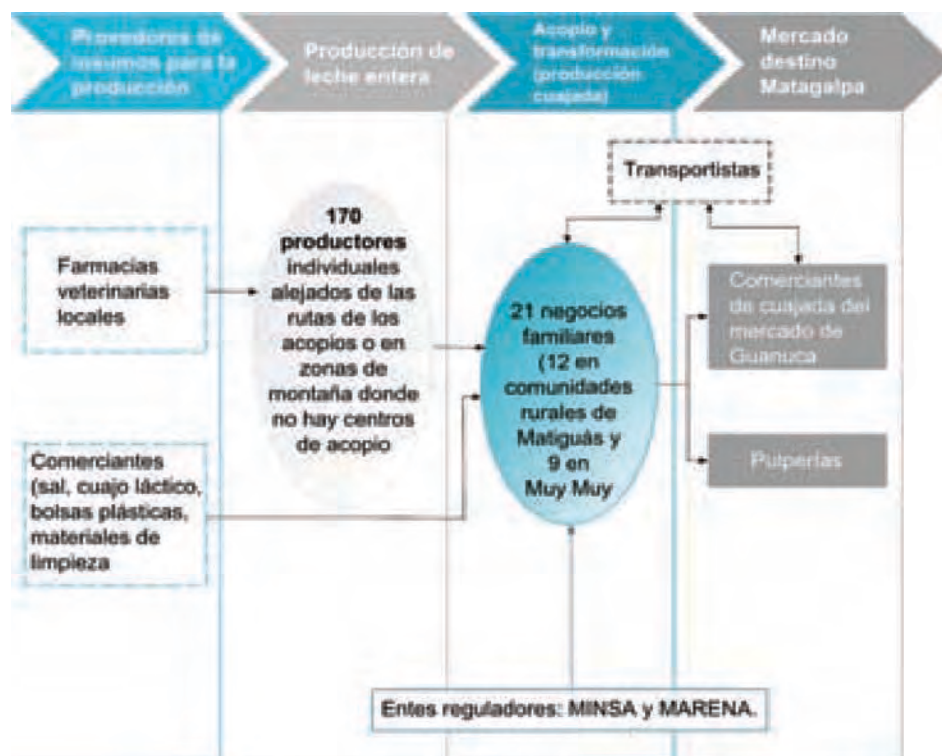 Provedores de
insumos para la
producción
Producción de
leche entera
Acopio y
transformación
(producción
cuajada)
Mercado
destino
Matagalpa
Transportistas
170
productores
individuales
alejados de las
rutas de los
acopios o en
zonas de
montaña donde
no hay centros
de acopio
Farmacias
veterinarias
locales
21 negocios
familiares
(12 en
comunidades
rurales de
Matiguás y
9 en
Muy Muy
Comerciantes
de cuajada del
mercado de
Guanuca
Pulperías
Comerciantes
(sal, cuajo láctico,
bolsas plásticas,
materiales de
limpieza
Entes reguladores: MINSA y MARENA.